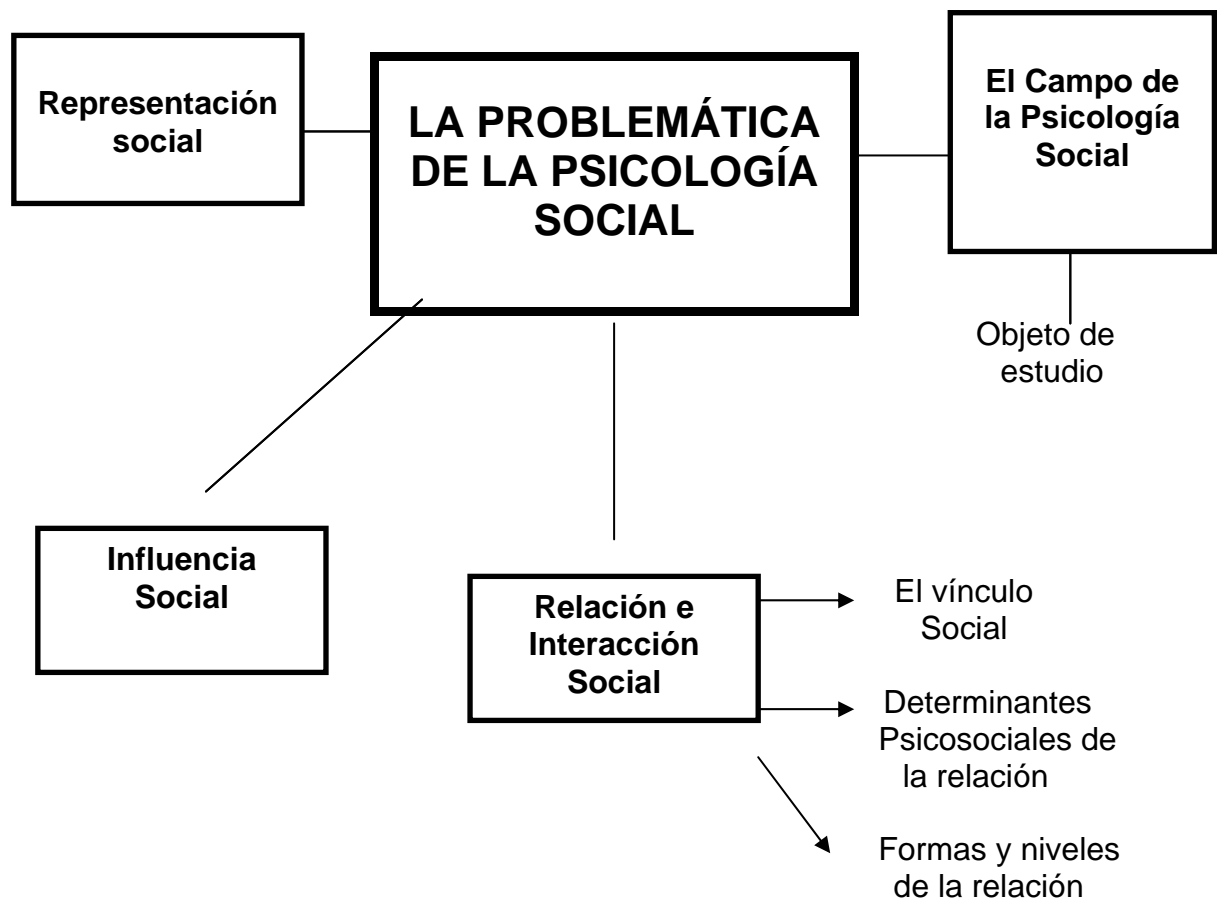 Representación
social
LA PROBLEMÁTICA
DE LA PSICOLOGÍA
SOCIAL
El Campo de
la Psicología
Social
Objeto de
estudio
Influencia
Social
Relación e
Interacción
Social
El vínculo
Social
Determinantes
Psicosociales de
la relación
Formas y niveles
de la relación